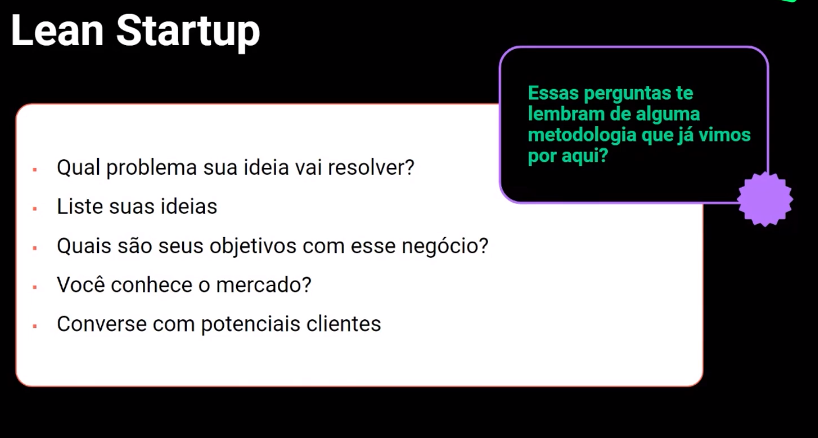 Lean Startup
Essas perguntas te
lembram de alguma
metodologia que já vimos
por aqui?
Qual problema sua ideia vai resolver?
Liste suas ideias
Quais são seus objetivos com esse negócio?
Você conhece o mercado?
Converse com potenciais clientes